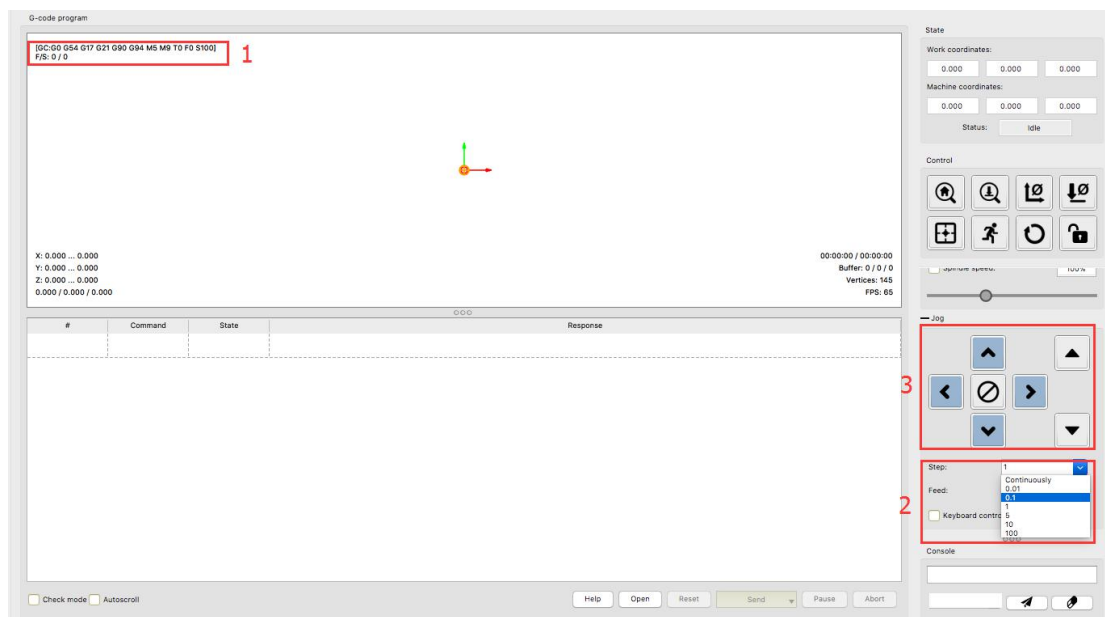 G-code program
[GC:G0 G54 G17 G21 G90 G94 M5 M9 T0 F0 S100]
F/S: 0 / 0
1
X: 0.000 ... 0.000
Y: 0.000 ... 0.000
Z: 0.000 ... 0.000
0.000 / 0.000 / 0.000
00:00:00 / 00:00:00
Buffer: 0 / 0 / 0
Vertices: 145
FPS: 65
# Command State Response
Check mode Autoscroll Help Open Reset Send Pause Abort
State
Work coordinates:
0.000 0.000 0.000
Machine coordinates:
0.000 0.000 0.000
Status: Idle
Control
Spindle speed: 100%
Jog
3
Step: 1
Continuously
Feed: 0.01
0.1
1
2
Keyboard contro 5
10
100
Console